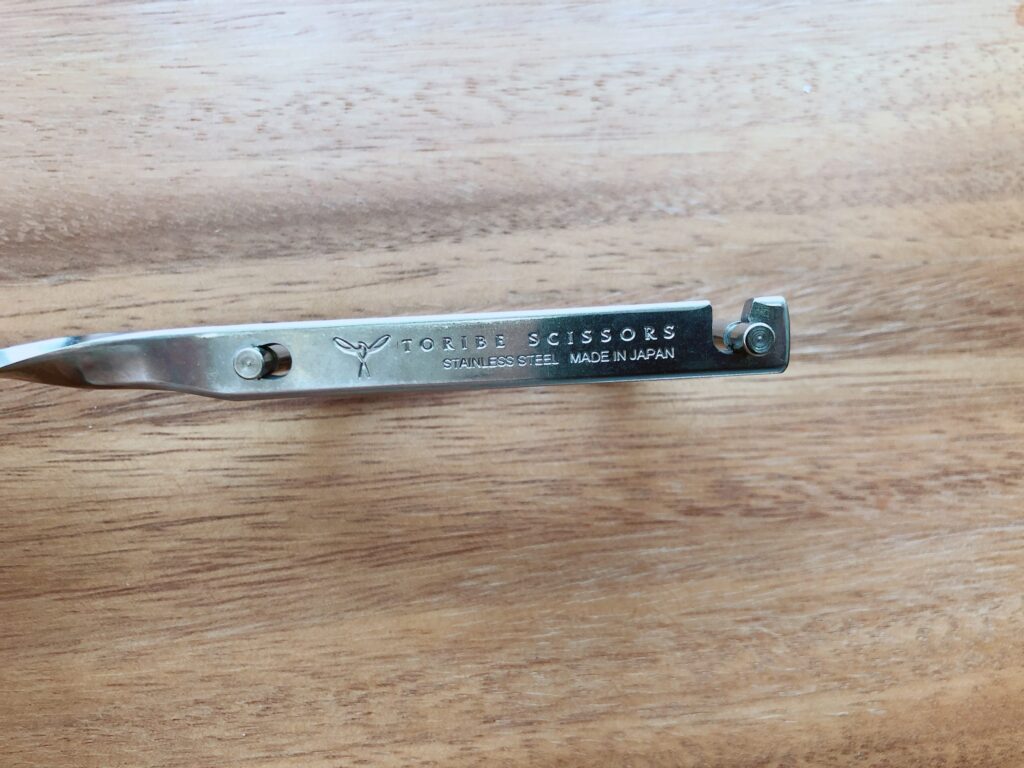 TORIBE SCISSORS
STAINLESS STEEL MADE IN JAPAN